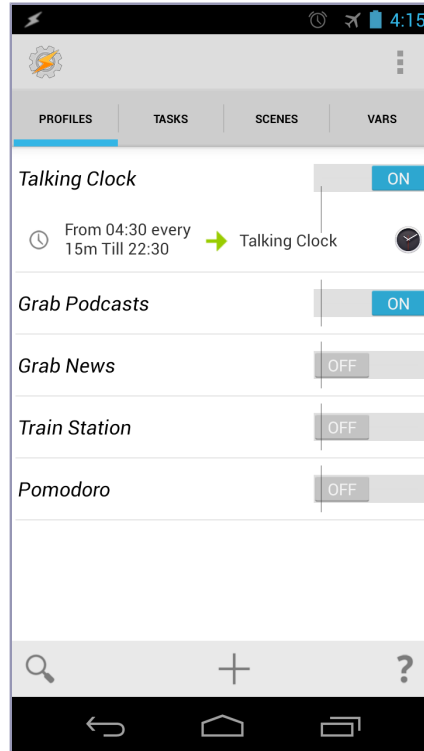 4:15
PROFILES TASKS SCENES VARS
Talking Clock
ON
From 04:30 every
15m Till 22:30
Talking Clock
Grab Podcasts
ON
Grab News
OFF
Train Station
OFF
Pomodoro
OFF
?